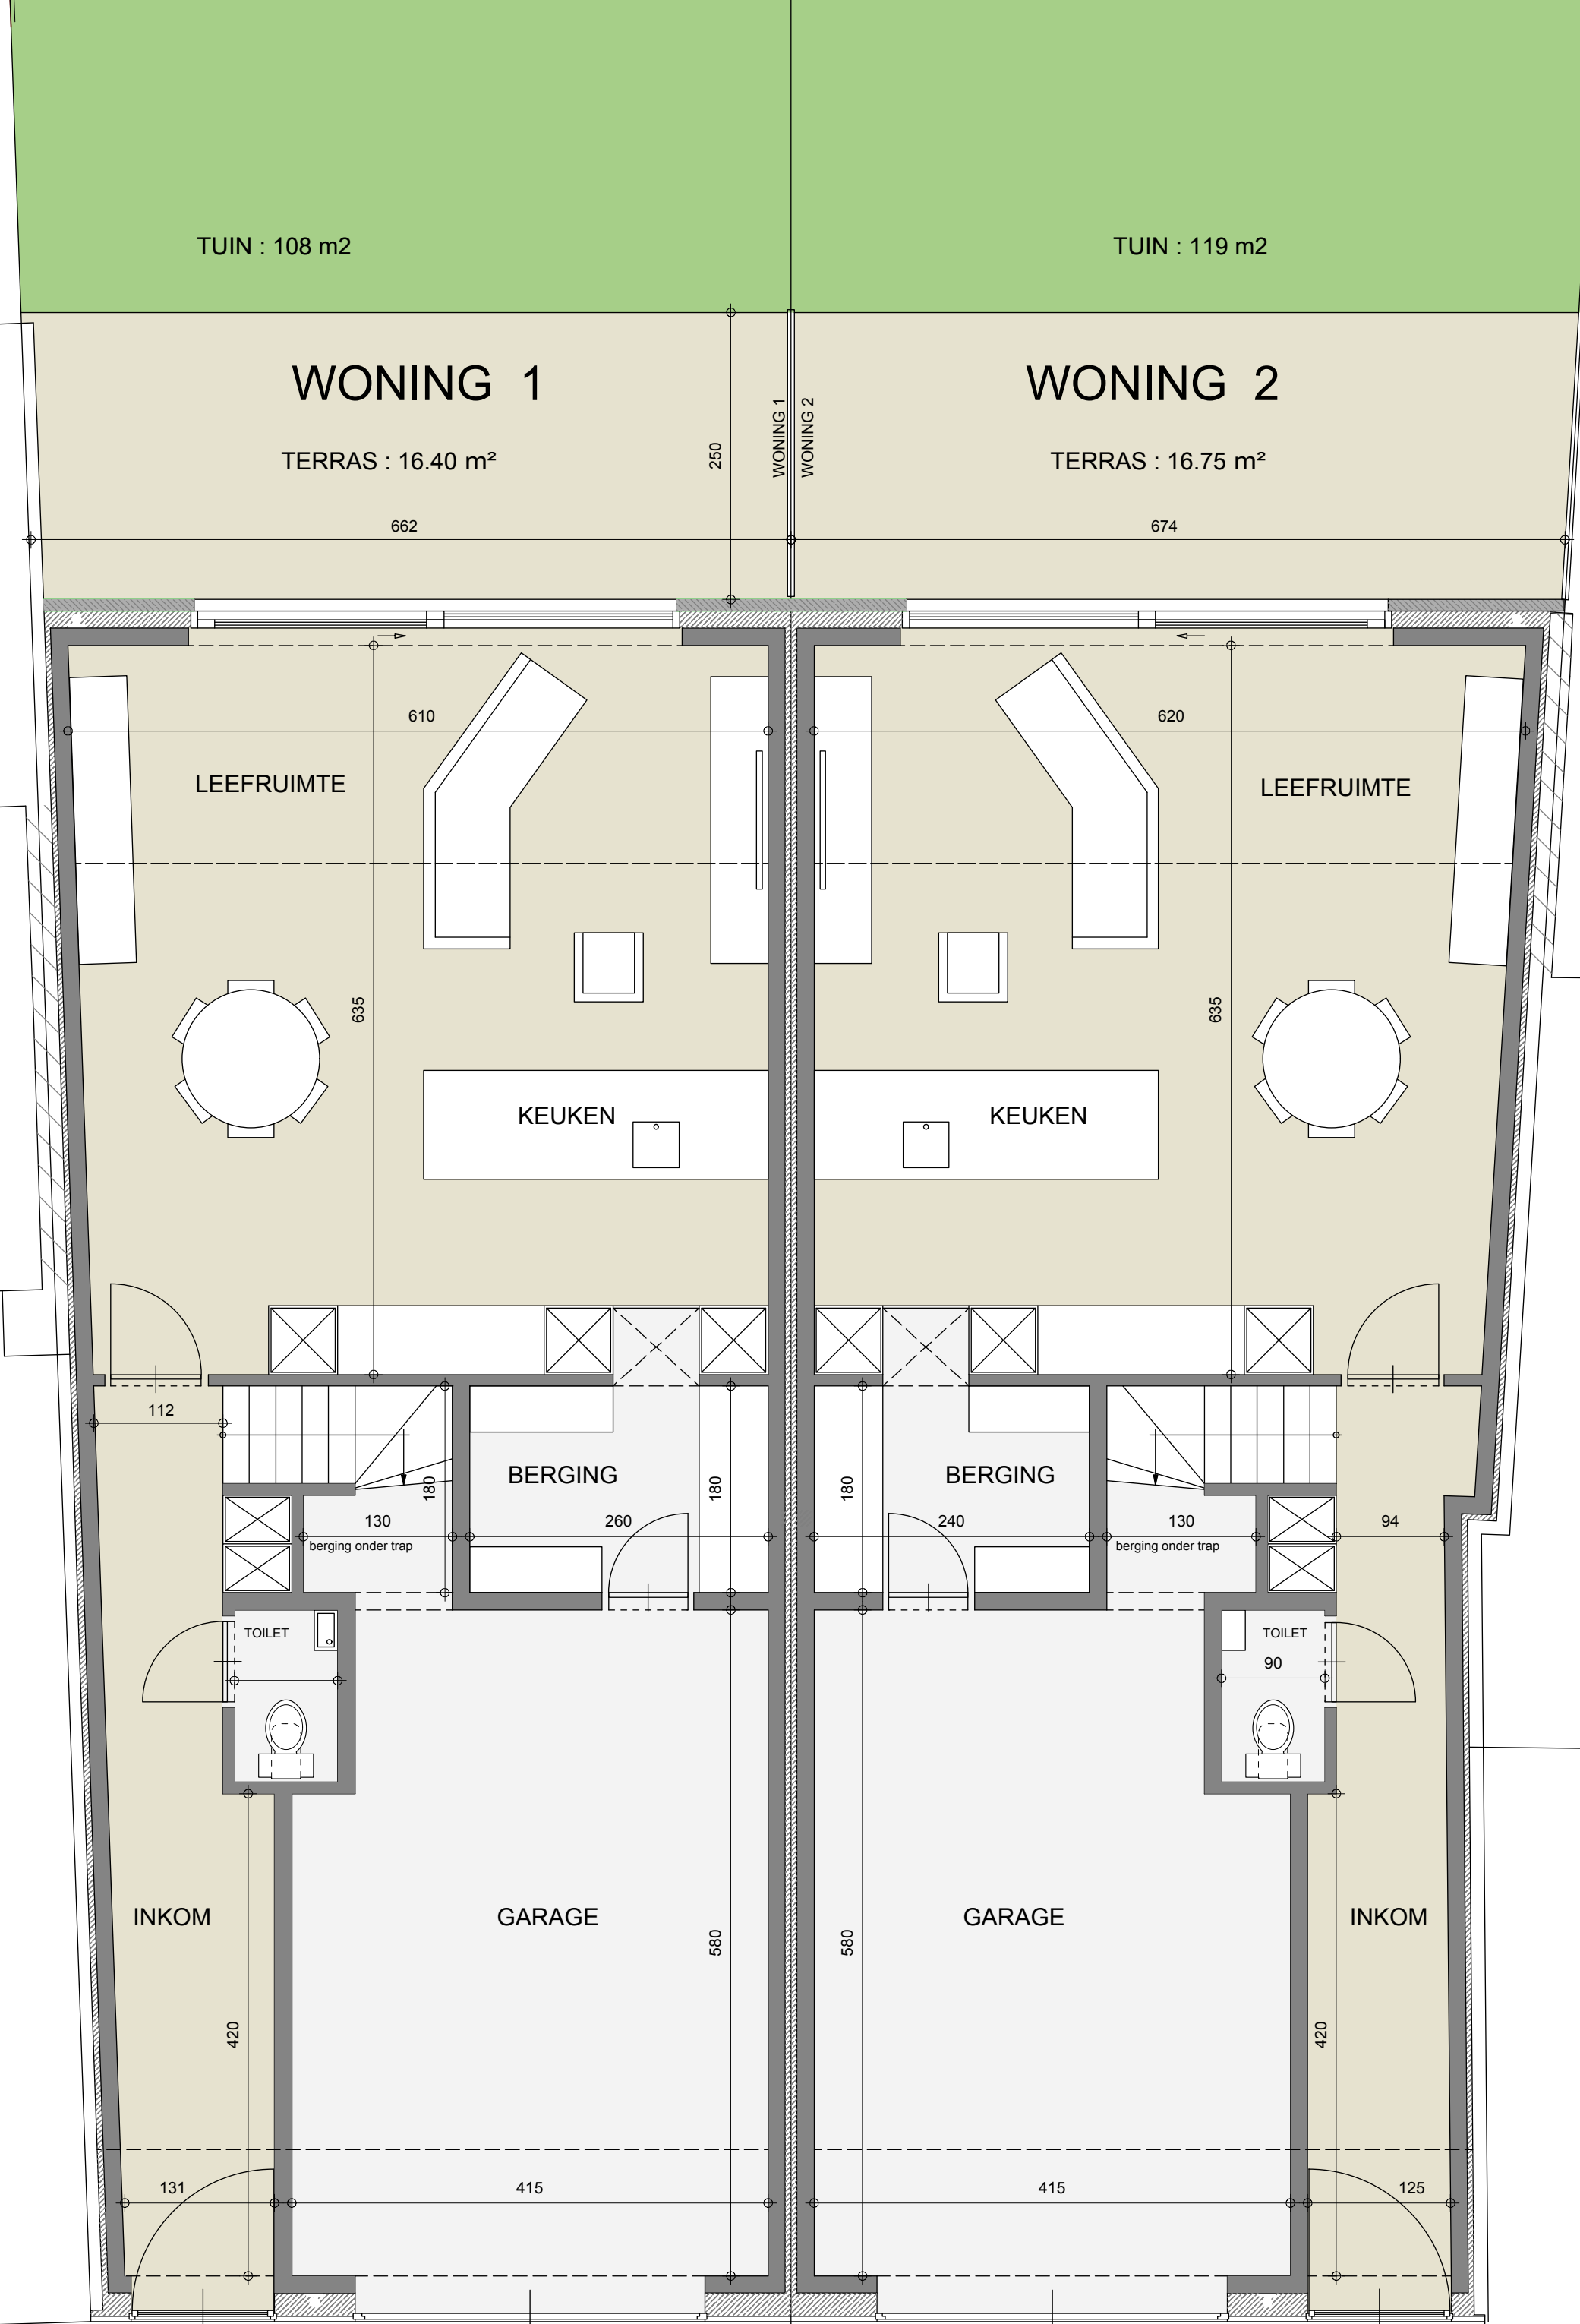 TUIN : 108 m2
TUIN : 119 m2
WONING 1
WONING 2
TERRAS : 16.40 m²
250
WONING 1
WONING 2
TERRAS : 16.75 m²
662
674
610
620
LEEFRUIMTE
LEEFRUIMTE
635
635
KEUKEN
KEUKEN
112
180
BERGING
180
180
BERGING
130
berging onder trap
260
240
130
berging onder trap
94
TOILET
TOILET
90
INKOM
GARAGE
580
580
GARAGE
INKOM
420
420
131
415
415
125